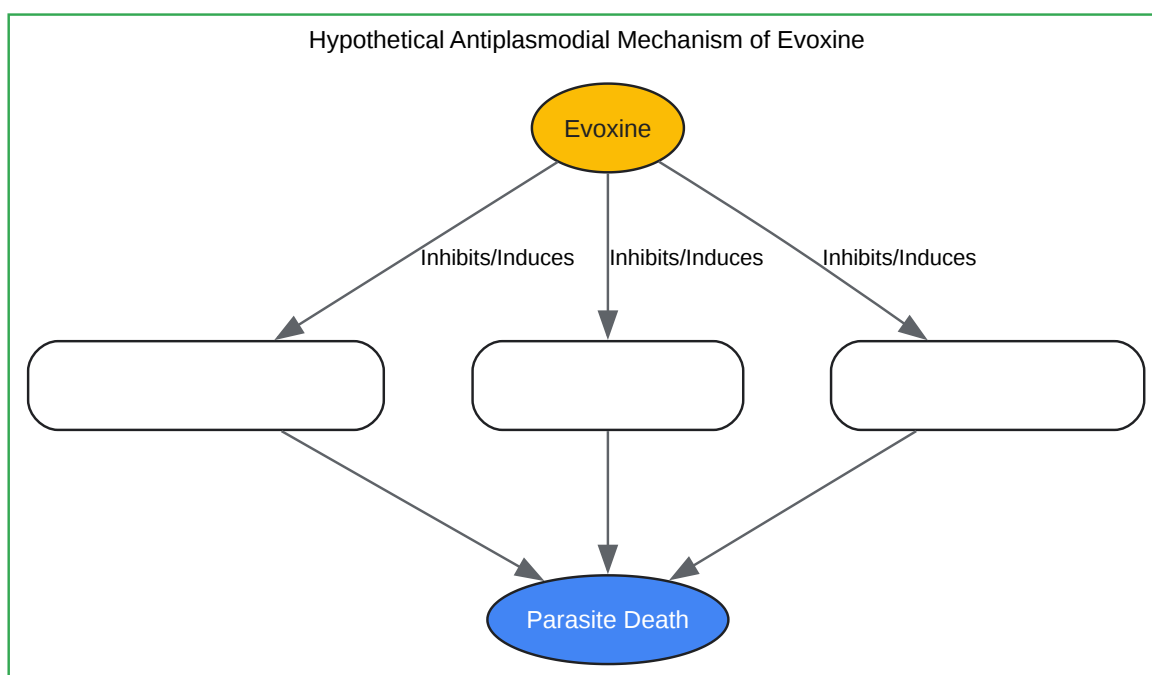 Hypothetical Antiplasmodial Mechanism of Evoxine
Evoxine
Inhibits/Induces
Inhibits/Induces
Inhibits/Induces
Parasite Death